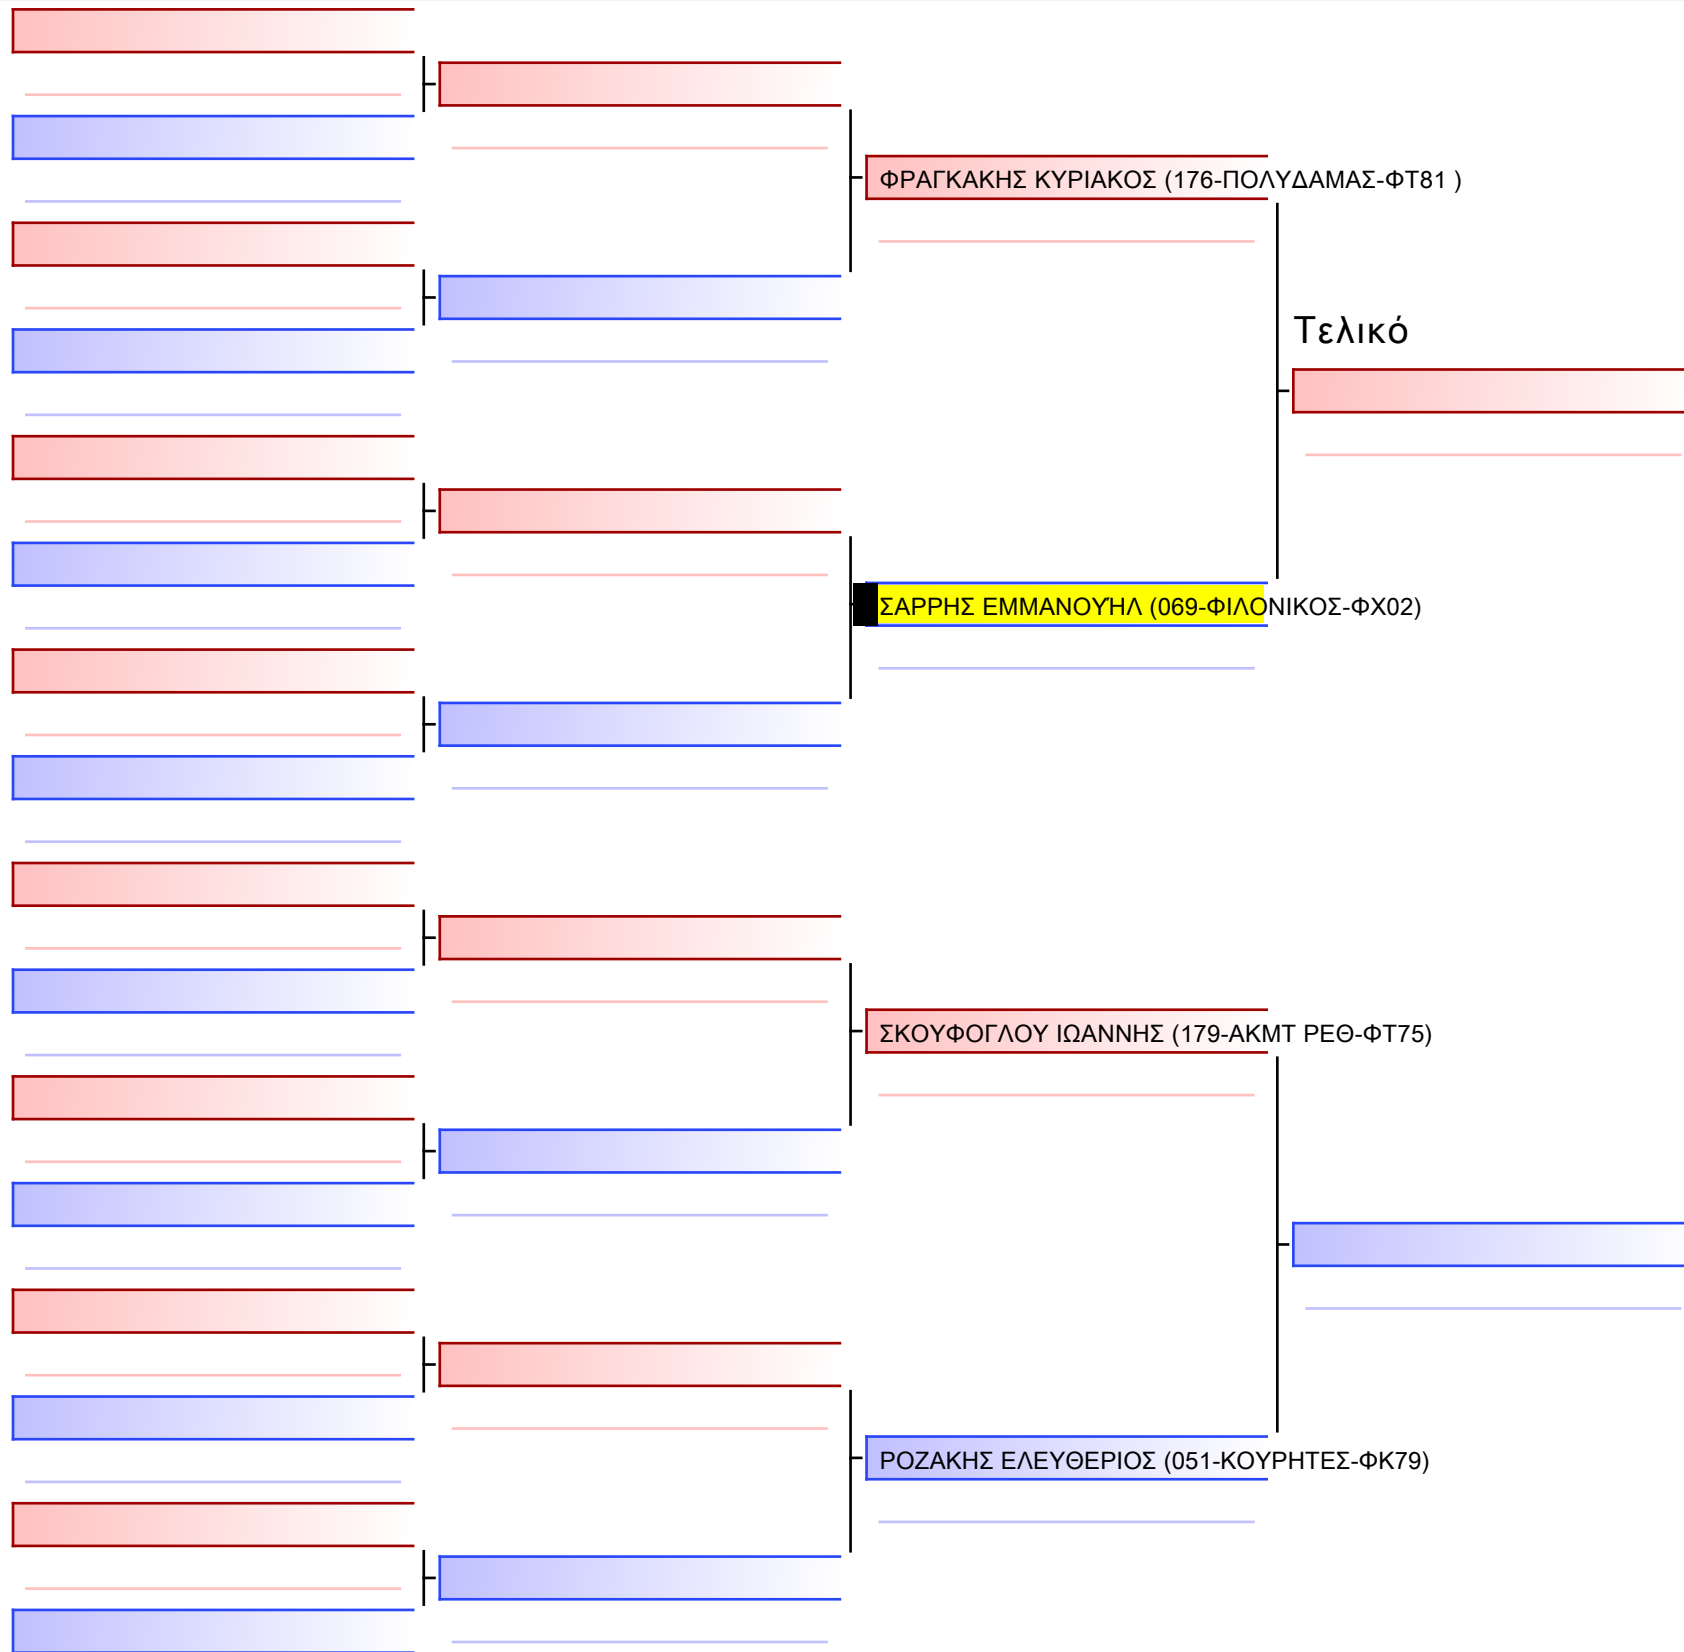 ΦΡΑΓΚΑΚΗΣ ΚΥΡΙΑΚΟΣ (176-ΠΟΛΥΔΑΜΑΣ-ΦΤ81 )
Τελικό
ΣΑΡΡΗΣ ΕΜΜΑΝΟΥΉΛ (069-ΦΙΛΟΝΙΚΟΣ-ΦΧ02)
ΣΚΟΥΦΟΓΛΟΥ ΙΩΑΝΝΗΣ (179-ΑΚΜΤ ΡΕΘ-ΦΤ75)
ΡΟΖΑΚΗΣ ΕΛΕΥΘΕΡΙΟΣ (051-ΚΟΥΡΗΤΕΣ-ΦΚ79)